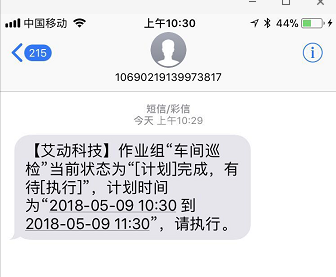 中国移动 上午10:30 44%
215
10690219139973817
短信/彩信
今天 上午10:29
【艾动科技】作业组“车间巡
检”当前状态为“[计划]完成，有
待[执行]”，计划时间
为“2018-05-09 10:30 到
2018-05-09 11:30”，请执行。